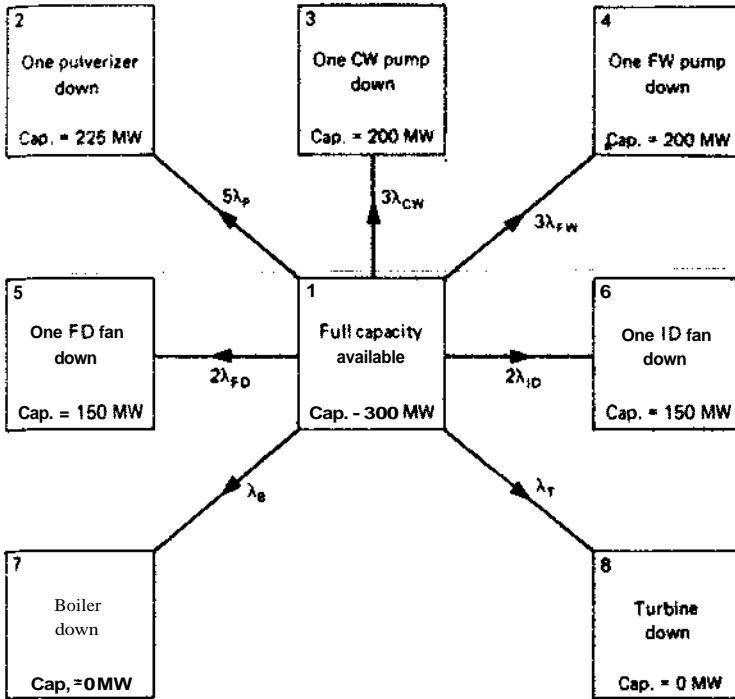 2
One pulverizer
down
Cap. = 225 MW
3
One CW pump
down
Cap. = 200 MW
4
One FW pump
down
Cap. = 200 MW
5λP
3λCW
3λFW
5
One FD fan
down
Cap. = 150 MW
1
Full capacity
available
Cap. - 300 MW
6
One ID fan
down
Cap. = 150 MW
2λFD
2λID
λB
λT
7
Boiler
down
Cap, =0MW
8
Turbine
down
Cap. = 0 MW